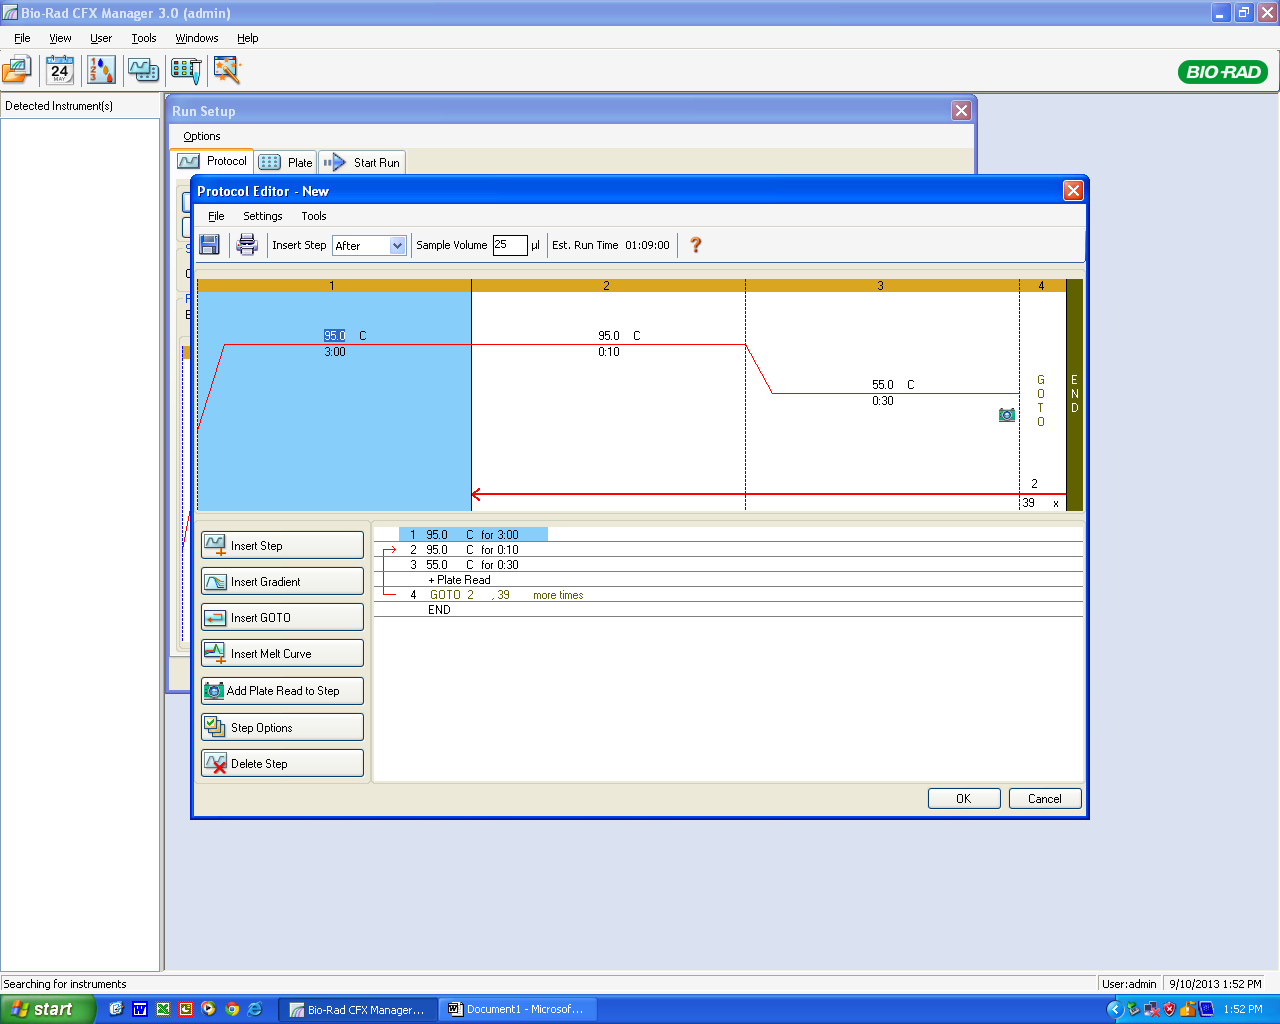 Bio-Rad CFX Manager 3.0 (admin)
File View User Tools Windows Help
24
MAY
1
2
3
BIO-RAD
Detected Instrument(s)
Run Setup
Options
Protocol Plate Start Run
Protocol Editor - New
File Settings Tools
Insert Step After Sample Volume 25 µl Est. Run Time 01:09:00 ?
1 2 3 4
95.0 C 95.0 C
3:00 0:10
55.0 C
0:30
GOTO
END
2
39 x
Insert Step
Insert Gradient
Insert GOTO
Insert Melt Curve
Add Plate Read to Step
Step Options
Delete Step
1 95.0 C for 3:00
2 95.0 C for 0:10
3 55.0 C for 0:30
+ Plate Read
4 GOTO 2 , 39 more times
END
OK Cancel
Searching for instruments User:admin 9/10/2013 1:52 PM
start Bio-Rad CFX Manager... Document1 - Microsof... 1:52 PM